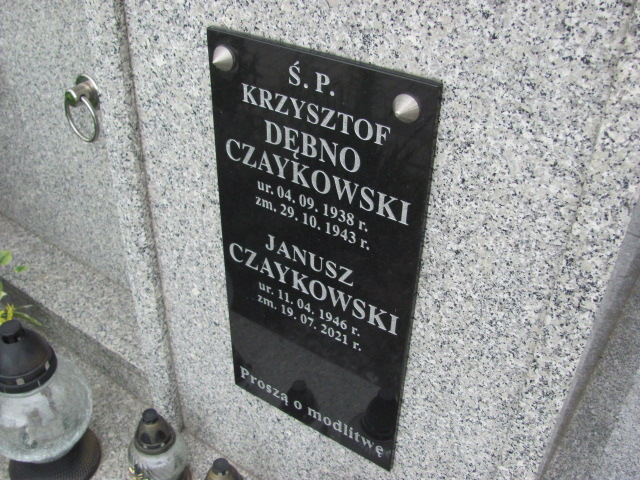 Ś. P.
KRZYSZTOF
DĘBNO
CZAYKOWSKI
ur. 04. 09. 1938 r.
zm. 29. 10. 1943 r.
JANUSZ
CZAYKOWSKI
ur. 11. 04. 1946 r.
zm. 19. 07. 2021 r.
Proszą o modlitwę